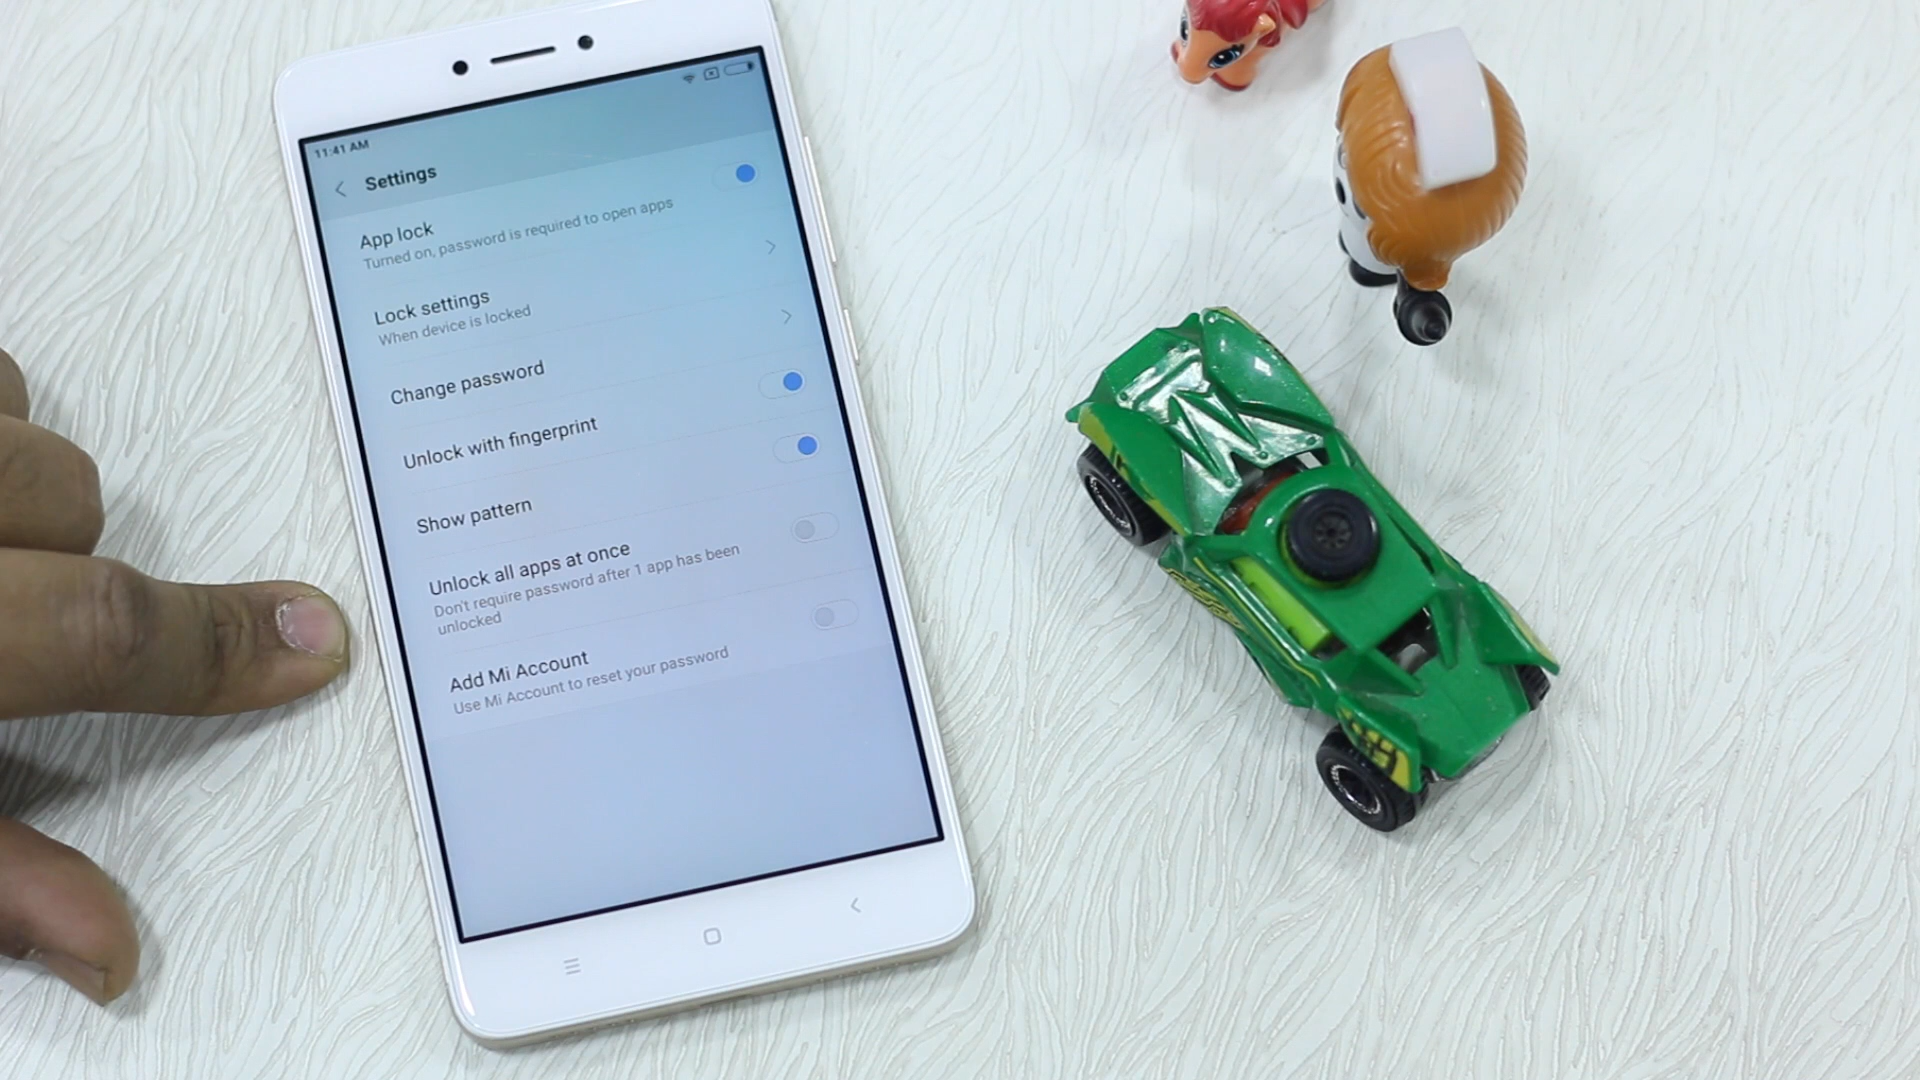 11:41 AM
Settings
App lock
Turned on, password is required to open apps
Lock settings
When device is locked
Change password
Unlock with fingerprint
Show pattern
Unlock all apps at once
Don't require password after 1 app has been
unlocked
Add Mi Account
Use Mi Account to reset your password